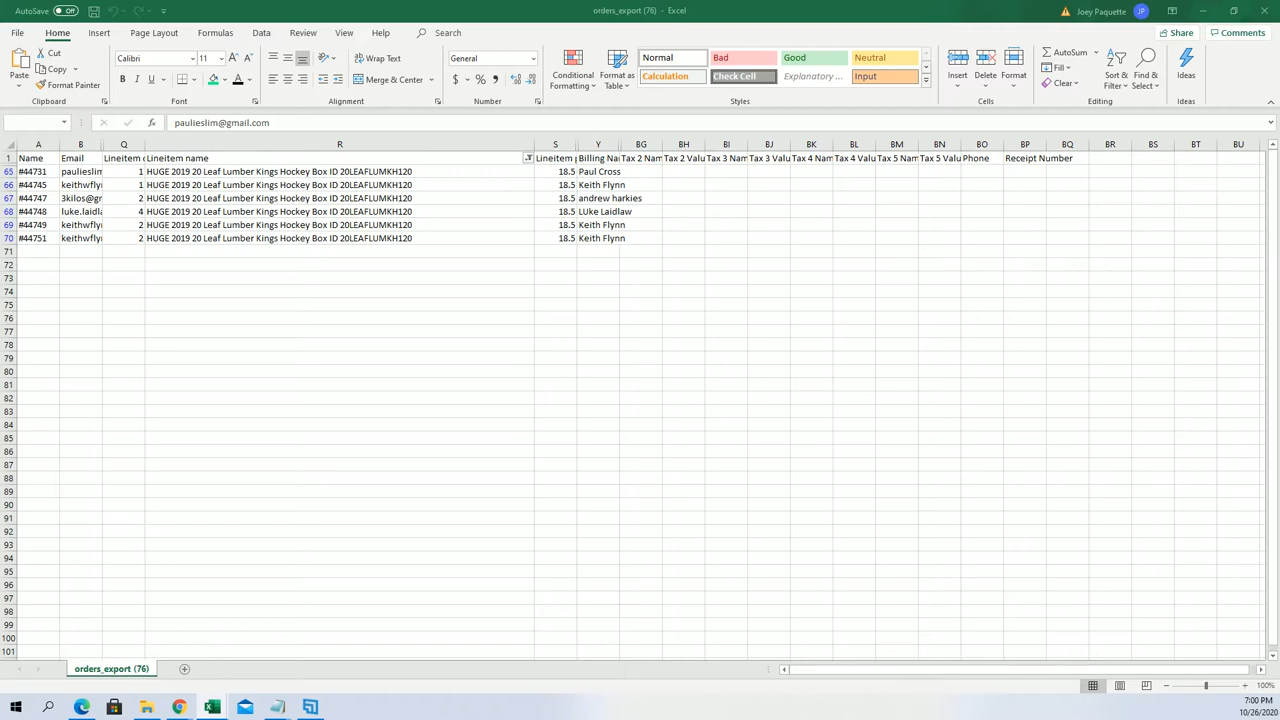 AutoSave Off orders_export (76) - Excel Joey Paquette JP
File Home Insert Page Layout Formulas Data Review View Help Search Share Comments
Paste Cut Copy Format Painter Clipboard
Calibri 11 B I U Font
Wrap Text Merge & Center Alignment
General $ % Number
Conditional Formatting Format as Table Normal Bad Good Neutral Calculation Check Cell Explanatory ... Input Styles
Insert Delete Format Cells
AutoSum Fill Clear Sort & Filter Find & Select Editing
Ideas Ideas
fx paulieslim@gmail.com
A B Q R S Y BG BH BI BJ BK BL BM BN BO BP BQ BR BS BT BU
1 Name Email Lineitem Lineitem name Lineitem Billing Na Tax 2 Nam Tax 2 Valu Tax 3 Nam Tax 3 Valu Tax 4 Nam Tax 4 Valu Tax 5 Nam Tax 5 Valu Phone Receipt Number
65 #44731 paulieslim 1 HUGE 2019 20 Leaf Lumber Kings Hockey Box ID 20LEAFLUMKH120 18.5 Paul Cross
66 #44745 keithwfly 1 HUGE 2019 20 Leaf Lumber Kings Hockey Box ID 20LEAFLUMKH120 18.5 Keith Flynn
67 #44747 3kilos@gr 2 HUGE 2019 20 Leaf Lumber Kings Hockey Box ID 20LEAFLUMKH120 18.5 andrew harkies
68 #44748 luke.laidla 4 HUGE 2019 20 Leaf Lumber Kings Hockey Box ID 20LEAFLUMKH120 18.5 LUke Laidlaw
69 #44749 keithwfly 2 HUGE 2019 20 Leaf Lumber Kings Hockey Box ID 20LEAFLUMKH120 18.5 Keith Flynn
70 #44751 keithwfly 2 HUGE 2019 20 Leaf Lumber Kings Hockey Box ID 20LEAFLUMKH120 18.5 Keith Flynn
71
72
73
74
75
76
77
78
79
80
81
82
83
84
85
86
87
88
89
90
91
92
93
94
95
96
97
98
99
100
101
orders_export (76)
100%
7:00 PM
10/26/2020